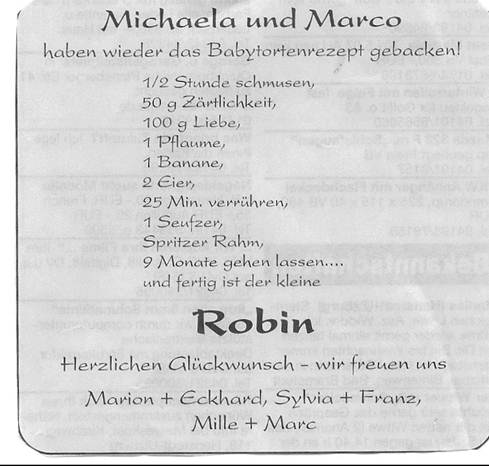 Michaela und Marco
haben wieder das Babytortenrezept gebacken!
1/2 Stunde schmusen,
50 g Zärtlichkeit,
100 g Liebe,
1 Pflaume,
1 Banane,
2 Eier,
25 Min. verrühren,
1 Seufzer,
Spritzer Rahm,
9 Monate gehen lassen....
und fertig ist der kleine
Robin
Herzlichen Glückwunsch - wir freuen uns
Marion + Eckhard, Sylvia + Franz,
Mille + Marc